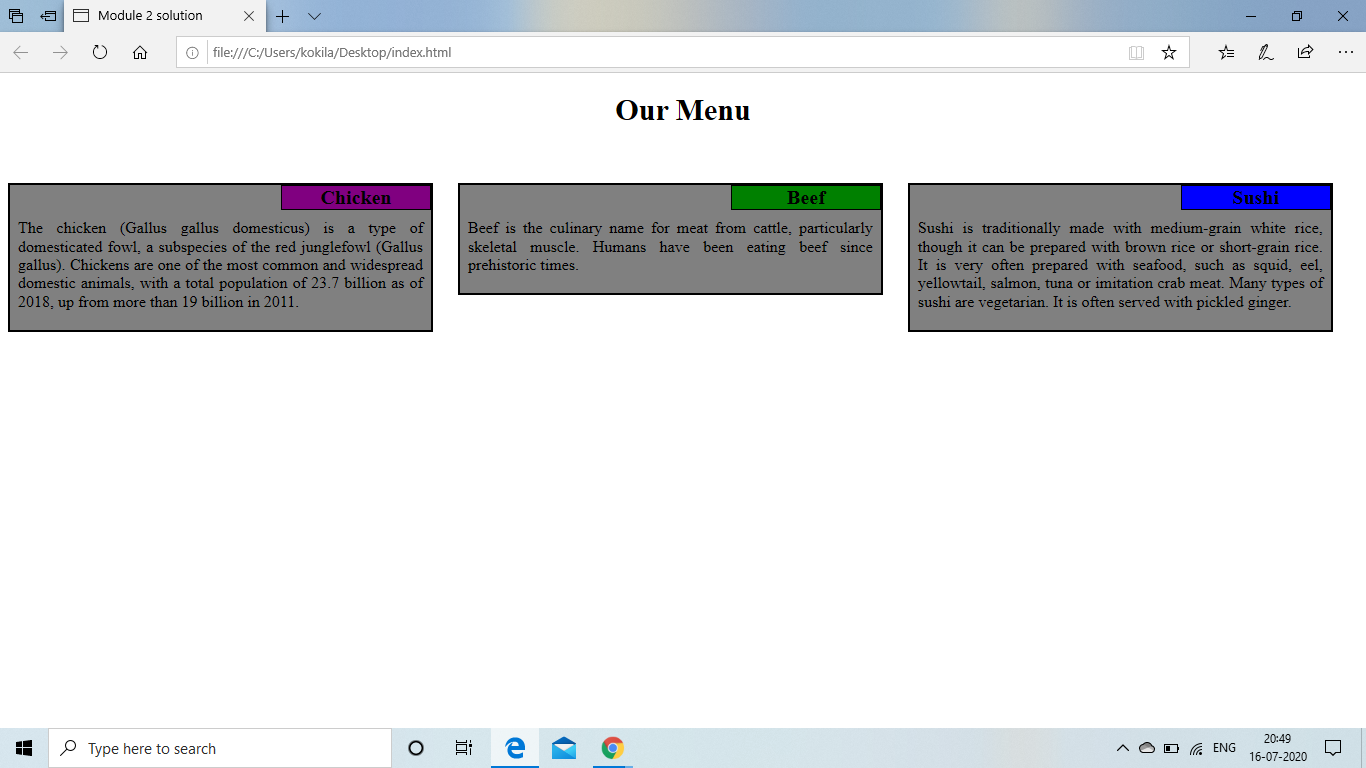 Module 2 solution
file:///C:/Users/kokila/Desktop/index.html
Our Menu
Chicken
The chicken (Gallus gallus domesticus) is a type of
domesticated fowl, a subspecies of the red junglefowl (Gallus
gallus). Chickens are one of the most common and widespread
domestic animals, with a total population of 23.7 billion as of
2018, up from more than 19 billion in 2011.
Beef
Beef is the culinary name for meat from cattle, particularly
skeletal muscle. Humans have been eating beef since
prehistoric times.
Sushi
Sushi is traditionally made with medium-grain white rice,
though it can be prepared with brown rice or short-grain rice.
It is very often prepared with seafood, such as squid, eel,
yellowtail, salmon, tuna or imitation crab meat. Many types of
sushi are vegetarian. It is often served with pickled ginger.
Type here to search
ENG
20:49
16-07-2020